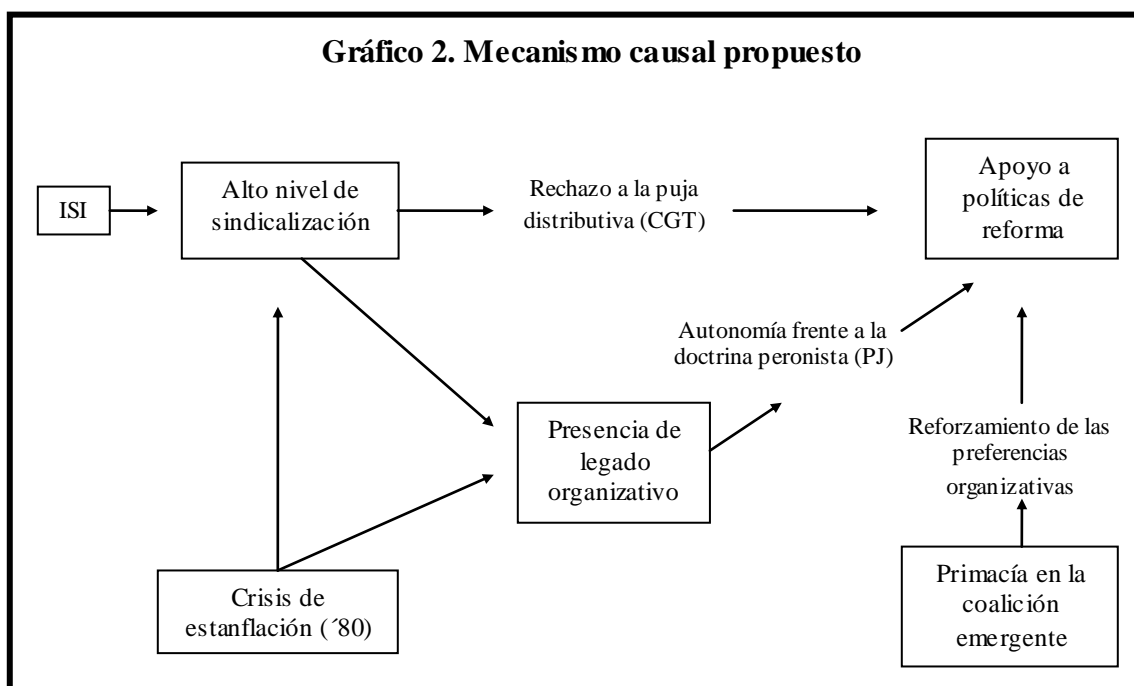 Gráfico 2. Mecanismo causal propuesto
ISI
Alto nivel de
sindicalización
Rechazo a la puja
distributiva (CGT)
Apoyo a
políticas de
reforma
Autonomía frente a la
doctrina peronista (PJ)
Presencia de
legado
organizativo
Reforzamiento de las
preferencias
organizativas
Crisis de
estanflación (´80)
Primacía en la
coalición
emergente